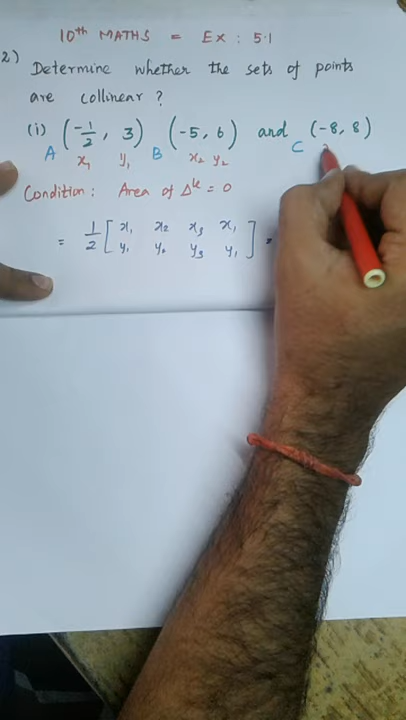 10th MATHS = Ex : 5.1
2) Determine whether the sets of points
are collinear ?
(i) (-1/2, 3) (-5, 6) and (-8, 8)
A x₁ y₁ B x₂ y₂ C
Condition: Area of Δle = 0
= 1/2 [ x₁ x₂ x₃ x₁
y₁ y₂ y₃ y₁ ] =